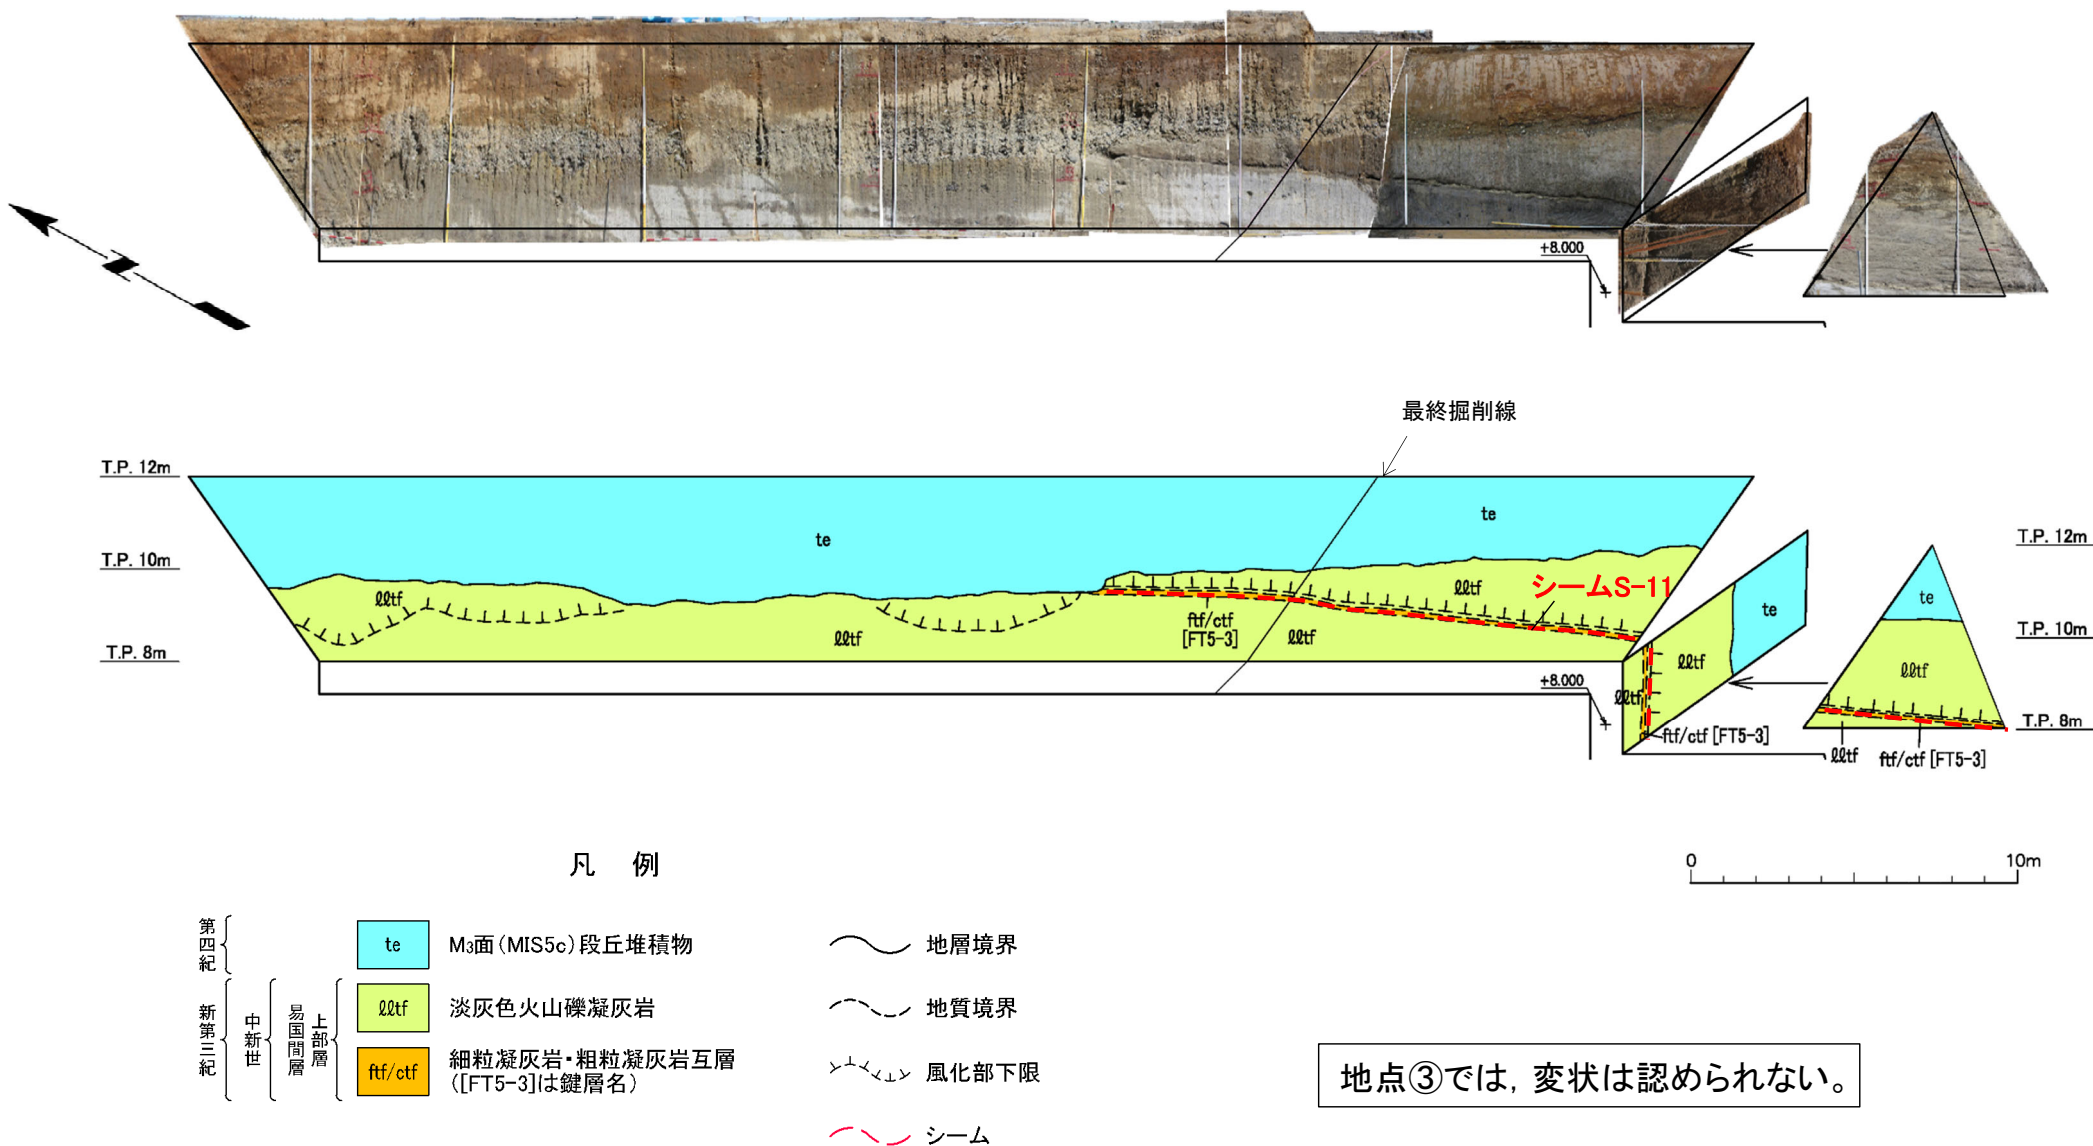 +8.000
最終掘削線
T.P. 12m
te
te
T.P. 10m
ℓℓtf
ℓℓtf
シームS-11
ftf/ctf
[FT5-3]
ℓℓtf
ℓℓtf
T.P. 8m
+8.000
te
ℓℓtf
ℓℓtf
ftf/ctf [FT5-3]
T.P. 12m
te
T.P. 10m
ℓℓtf
T.P. 8m
ℓℓtf
ftf/ctf [FT5-3]
0 10m
凡 例
第四紀
te M₃面(MIS5c)段丘堆積物
新第三紀
中新世
易国間層
上部層
ℓℓtf 淡灰色火山礫凝灰岩
ftf/ctf 細粒凝灰岩・粗粒凝灰岩互層
([FT5-3]は鍵層名)
地層境界
地質境界
風化部下限
シーム
地点③では，変状は認められない。